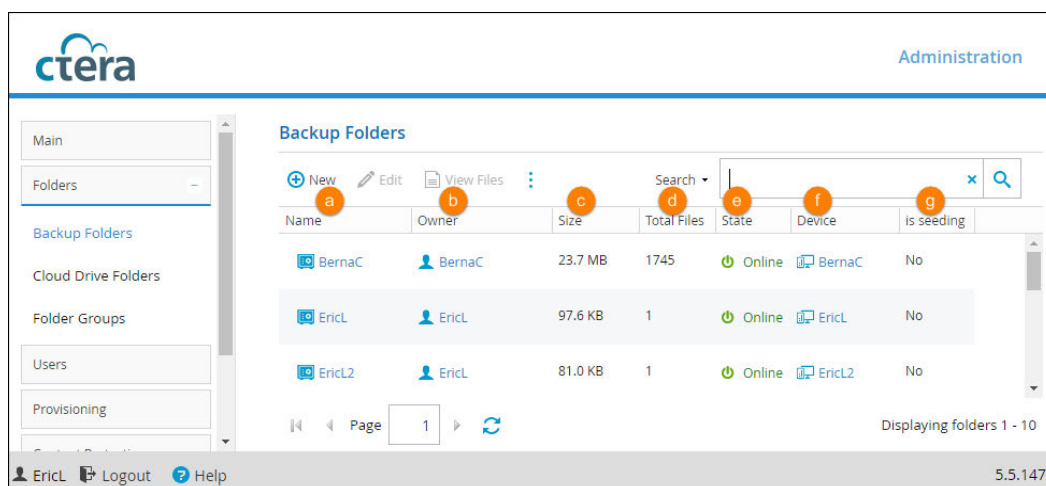 ctera
Administration
Main
Folders
Backup Folders
Cloud Drive Folders
Folder Groups
Users
Provisioning
Backup Folders
New Edit View Files Search
a b c d e f g
Name Owner Size Total Files State Device is seeding
BernaC BernaC 23.7 MB 1745 Online BernaC No
EricL EricL 97.6 KB 1 Online EricL No
EricL2 EricL 81.0 KB 1 Online EricL2 No
Page 1 Displaying folders 1 - 10
EricL Logout ? Help 5.5.147